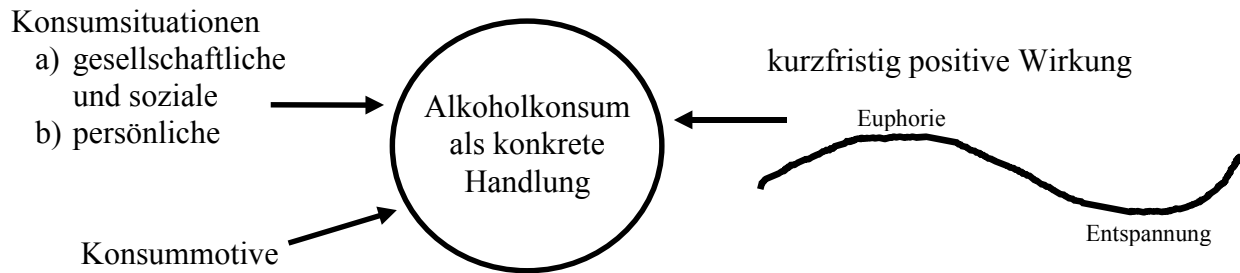 Konsumsituationen
a) gesellschaftliche
und soziale
b) persönliche
Konsummotive
Alkoholkonsum
als konkrete
Handlung
kurzfristig positive Wirkung
Euphorie
Entspannung